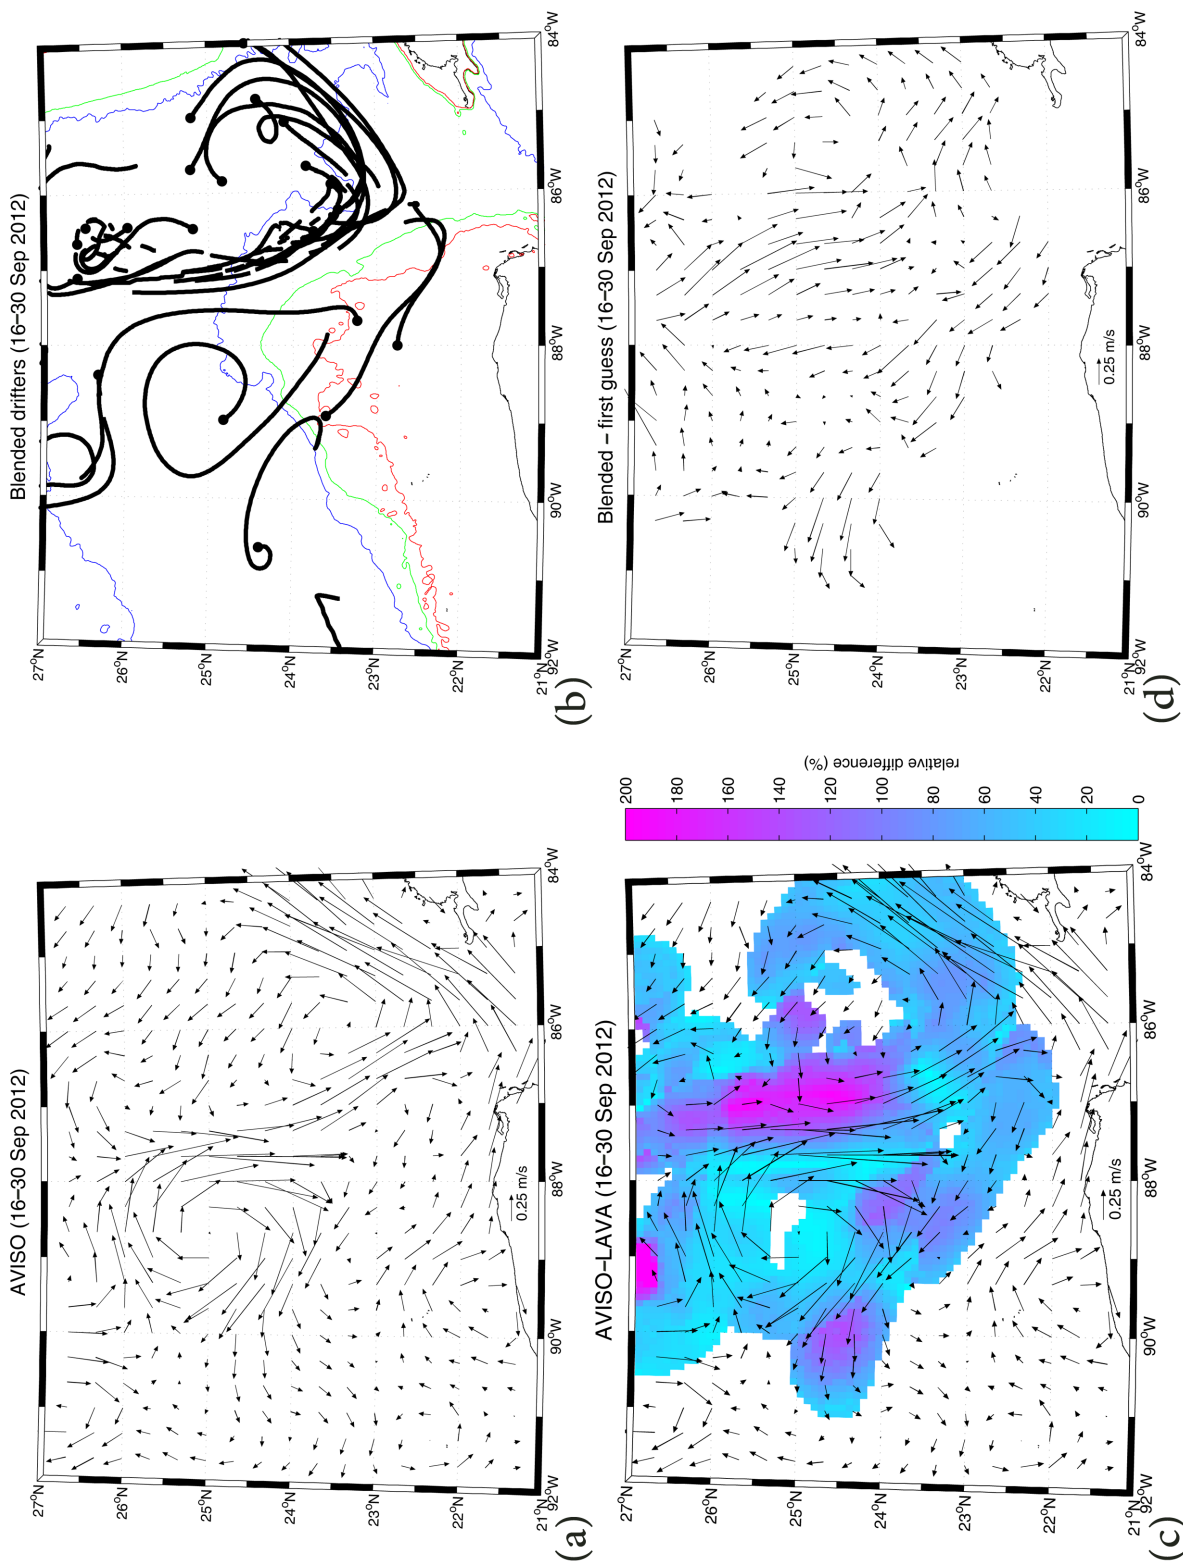 AVISO (16−30 Sep 2012)
27°N
26°N
25°N
24°N
23°N
22°N
21°N
92°W
90°W
88°W
86°W
84°W
0.25 m/s
(a)
Blended drifters (16−30 Sep 2012)
27°N
26°N
25°N
24°N
23°N
22°N
21°N
92°W
90°W
88°W
86°W
84°W
(b)
AVISO−LAVA (16−30 Sep 2012)
27°N
26°N
25°N
24°N
23°N
22°N
21°N
92°W
90°W
88°W
86°W
84°W
0.25 m/s
200
180
160
140
120
100
80
60
40
20
0
relative difference (%)
(c)
Blended − first guess (16−30 Sep 2012)
27°N
26°N
25°N
24°N
23°N
22°N
21°N
92°W
90°W
88°W
86°W
84°W
0.25 m/s
(d)